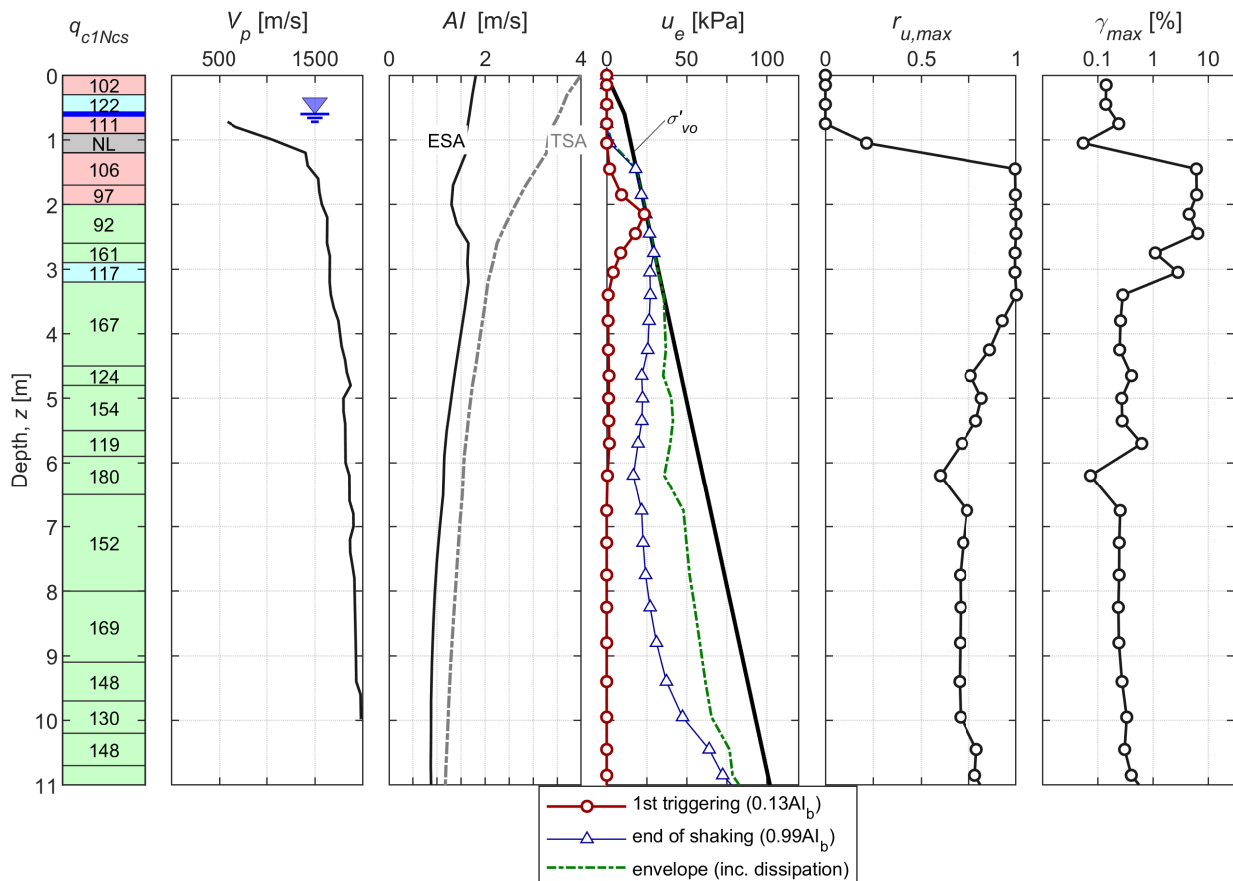 q_c1Ncs
V_p [m/s]
AI [m/s]
u_e [kPa]
r_u,max
γ_max [%]
500 1500
0 2 4
0 50 100
0 0.5 1
0.1 1 10
Depth, z [m]
0
1
2
3
4
5
6
7
8
9
10
11
102
122
111
NL
106
97
92
161
117
167
124
154
119
180
152
169
148
130
148
ESA
TSA
σ'_vo
1st triggering (0.13AI_b)
end of shaking (0.99AI_b)
envelope (inc. dissipation)